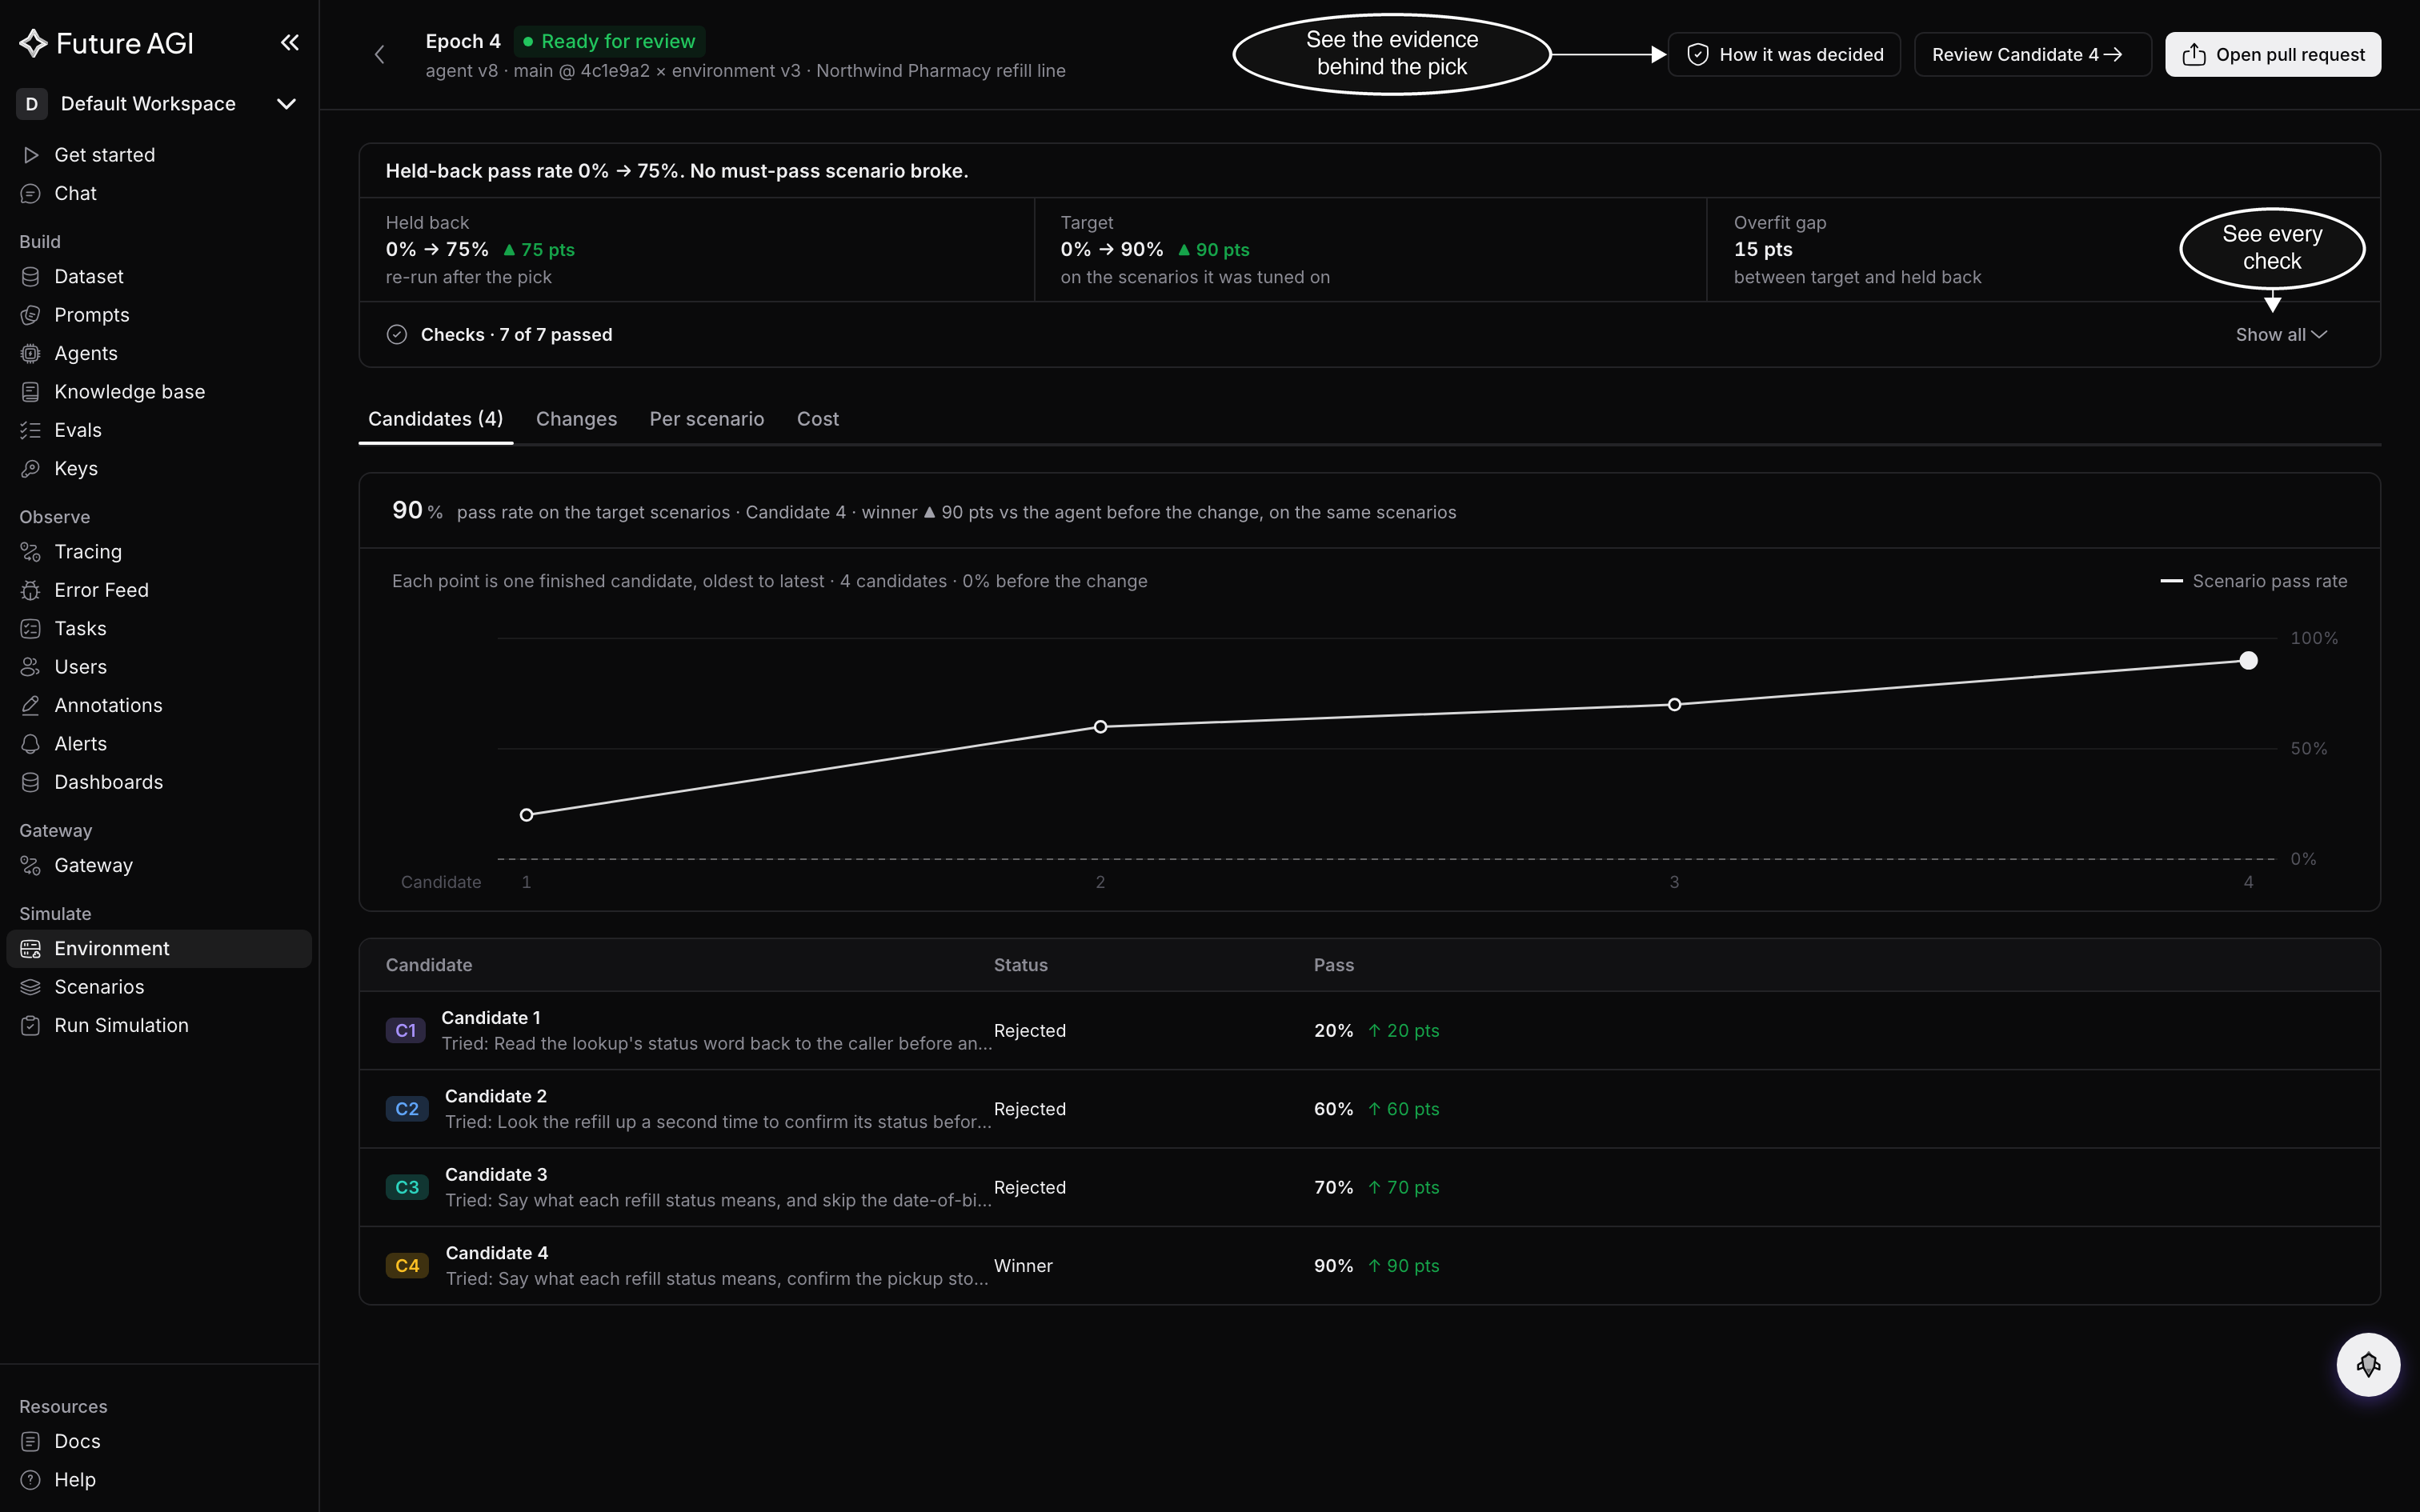 Future AGI
D Default Workspace
Get started
Chat
Build
Dataset
Prompts
Agents
Knowledge base
Evals
Keys
Observe
Tracing
Error Feed
Tasks
Users
Annotations
Alerts
Dashboards
Gateway
Gateway
Simulate
Environment
Scenarios
Run Simulation
Resources
Docs
Help
Epoch 4 Ready for review
agent v8 · main @ 4c1e9a2 × environment v3 · Northwind Pharmacy refill line
See the evidence
behind the pick
How it was decided
Review Candidate 4 →
Open pull request
Held-back pass rate 0% → 75%. No must-pass scenario broke.
Held back
0% → 75% ▲ 75 pts
re-run after the pick
Target
0% → 90% ▲ 90 pts
on the scenarios it was tuned on
Overfit gap
15 pts
between target and held back
See every
check
Checks · 7 of 7 passed
Show all
Candidates (4) Changes Per scenario Cost
90% pass rate on the target scenarios · Candidate 4 · winner ▲ 90 pts vs the agent before the change, on the same scenarios
Each point is one finished candidate, oldest to latest · 4 candidates · 0% before the change
Scenario pass rate
100%
50%
0%
Candidate 1 2 3 4
Candidate Status Pass
C1 Candidate 1
Tried: Read the lookup's status word back to the caller before an...
Rejected 20% ↑ 20 pts
C2 Candidate 2
Tried: Look the refill up a second time to confirm its status befor...
Rejected 60% ↑ 60 pts
C3 Candidate 3
Tried: Say what each refill status means, and skip the date-of-bi...
Rejected 70% ↑ 70 pts
C4 Candidate 4
Tried: Say what each refill status means, confirm the pickup sto...
Winner 90% ↑ 90 pts